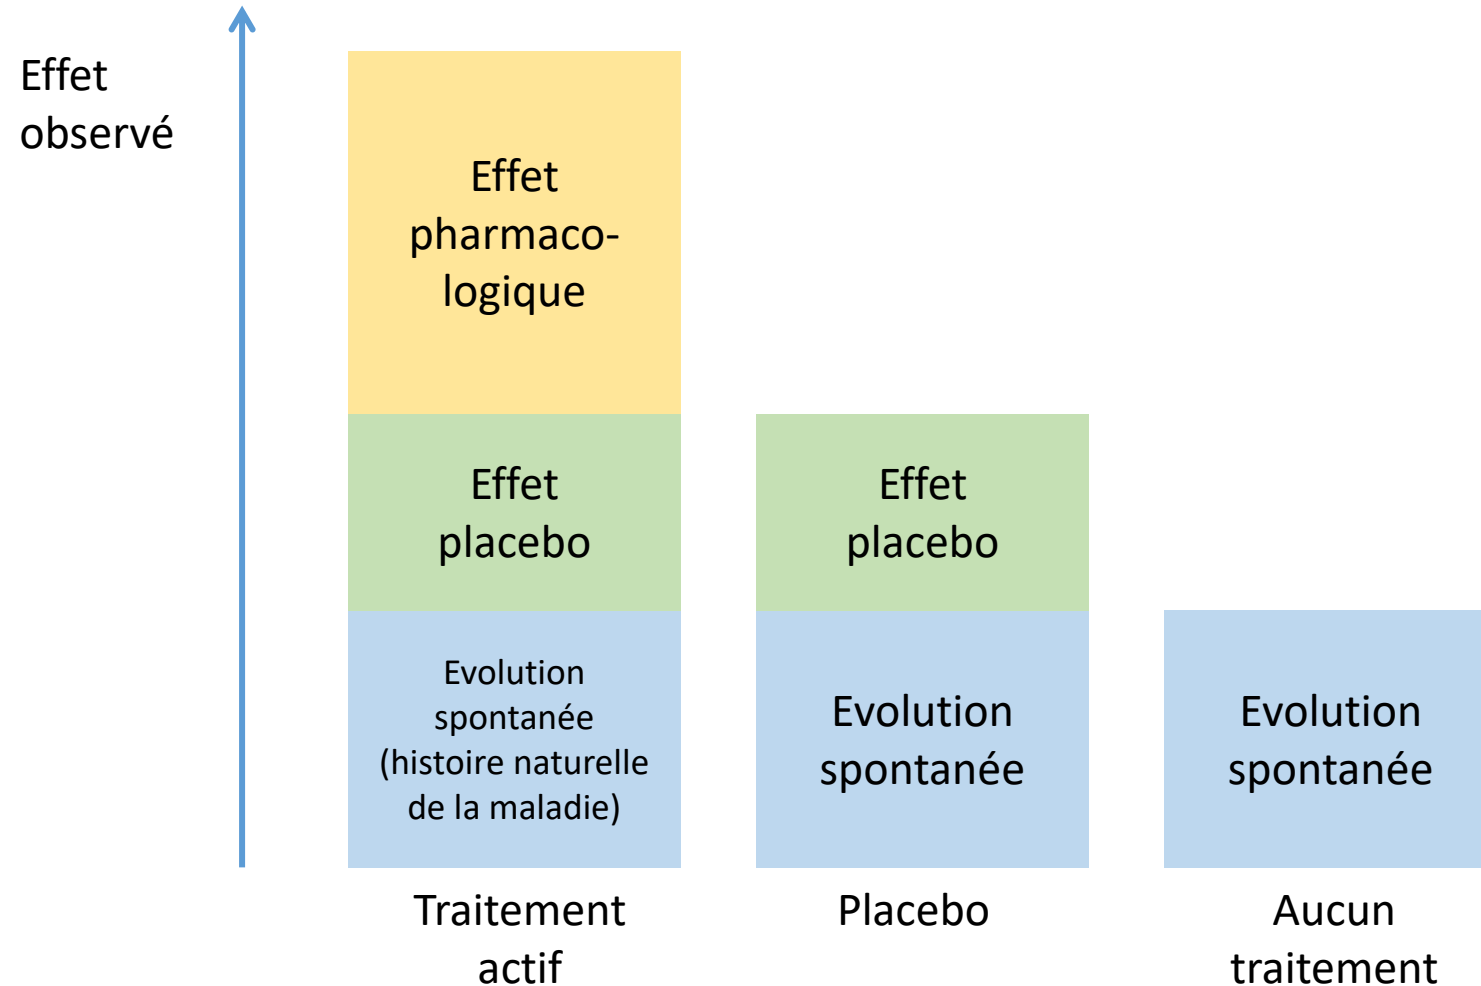 Effet
observé
Effet
pharmaco-
logique
Effet
placebo
Evolution
spontanée
(histoire naturelle
de la maladie)
Traitement
actif
Effet
placebo
Evolution
spontanée
Placebo
Evolution
spontanée
Aucun
traitement